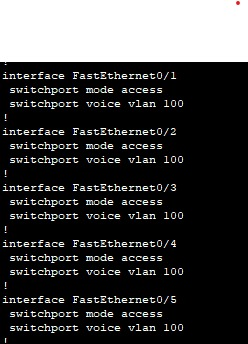 !
interface FastEthernet0/1
switchport mode access
switchport voice vlan 100
!
interface FastEthernet0/2
switchport mode access
switchport voice vlan 100
!
interface FastEthernet0/3
switchport mode access
switchport voice vlan 100
!
interface FastEthernet0/4
switchport mode access
switchport voice vlan 100
!
interface FastEthernet0/5
switchport mode access
switchport voice vlan 100
!